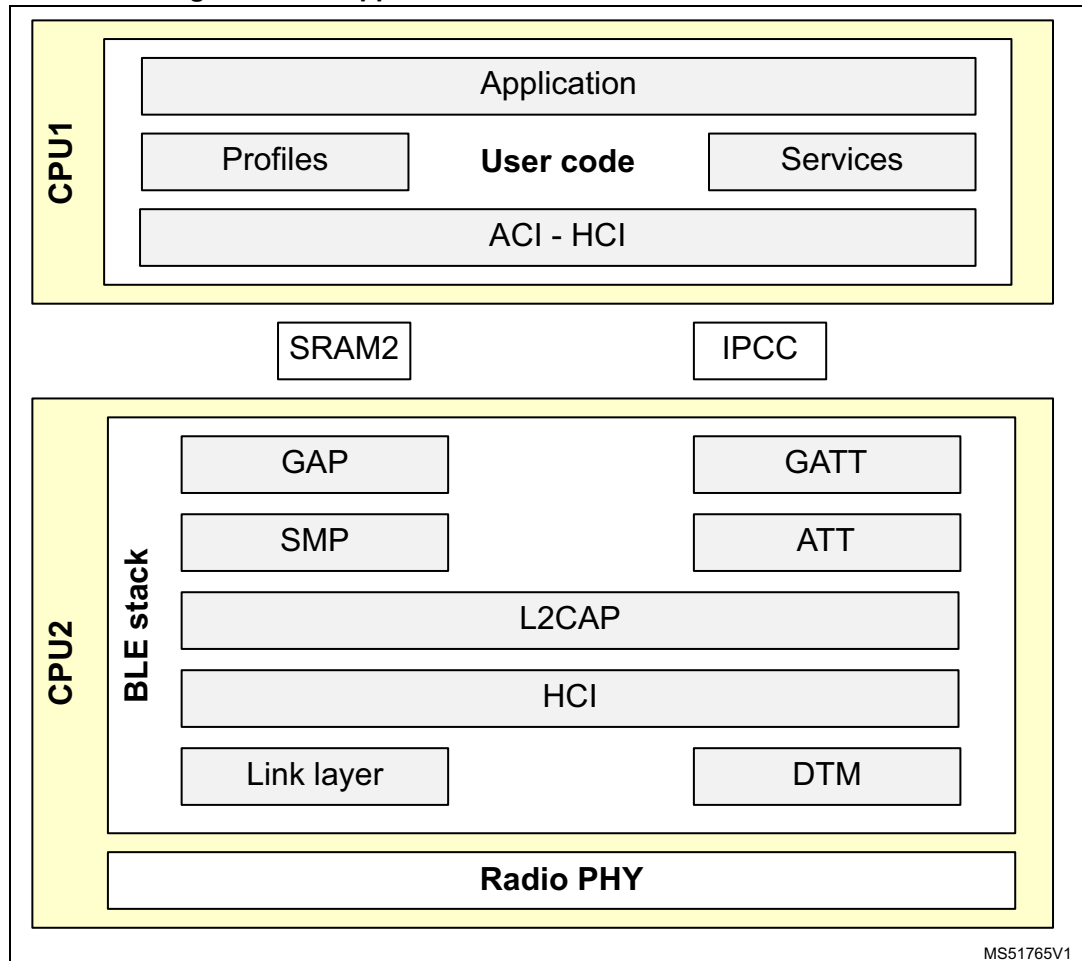 CPU1
Application
Profiles
User code
Services
ACI - HCI
SRAM2
IPCC
CPU2
BLE stack
GAP
GATT
SMP
ATT
L2CAP
HCI
Link layer
DTM
Radio PHY
MS51765V1